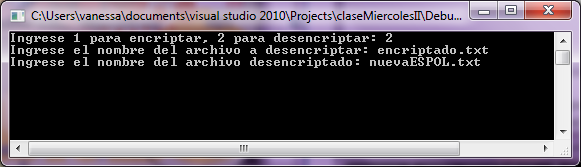 C:\Users\vanessa\documents\visual studio 2010\Projects\claseMiercolesII\Debu...
Ingrese 1 para encriptar, 2 para desencriptar: 2
Ingrese el nombre del archivo a desencriptar: encriptado.txt
Ingrese el nombre del archivo desencriptado: nuevaESPOL.txt